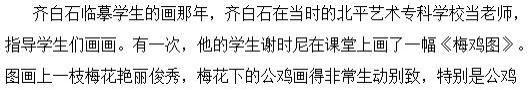 齐白石临摹学生的画那年，齐白石在当时的北平艺术专科学校当老师，
指导学生们画画。有一次，他的学生谢时尼在课堂上画了一幅《梅鸡图》。
图画上一枝梅花艳丽俊秀，梅花下的公鸡画得非常生动别致，特别是公鸡